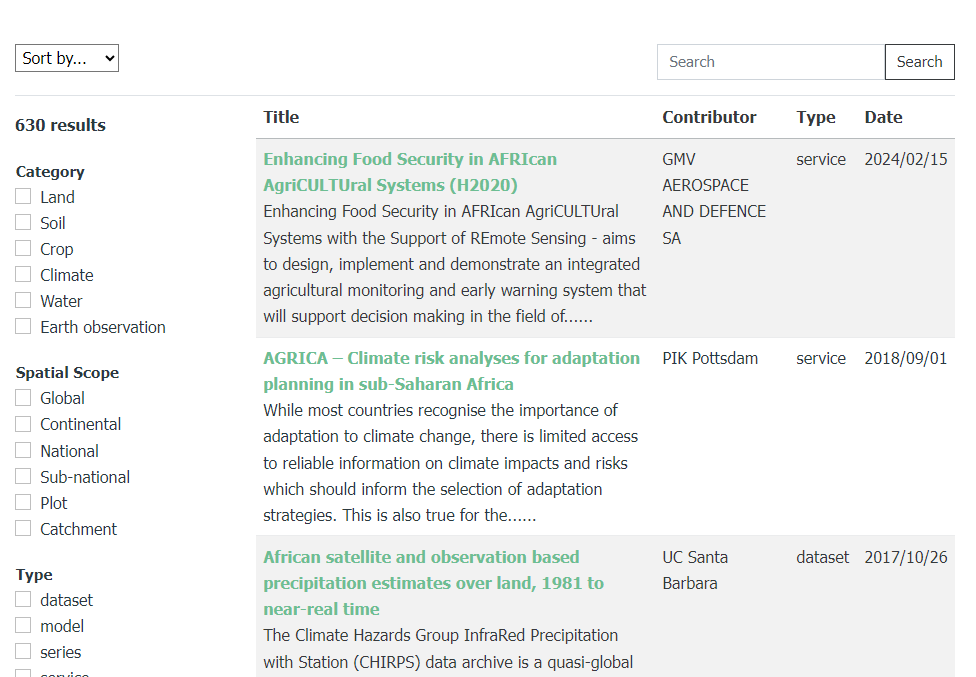 Sort by...
Search
Search
630 results
Category
Land
Soil
Crop
Climate
Water
Earth observation
Spatial Scope
Global
Continental
National
Sub-national
Plot
Catchment
Type
dataset
model
series
service
Title
Contributor
Type
Date
Enhancing Food Security in AFRIcan
AgriCULTUral Systems (H2020)
Enhancing Food Security in AFRIcan AgriCULTUral
Systems with the Support of REmote Sensing - aims
to design, implement and demonstrate an integrated
agricultural monitoring and early warning system that
will support decision making in the field of......
GMV
AEROSPACE
AND DEFENCE
SA
service
2024/02/15
AGRICA – Climate risk analyses for adaptation
planning in sub-Saharan Africa
While most countries recognise the importance of
adaptation to climate change, there is limited access
to reliable information on climate impacts and risks
which should inform the selection of adaptation
strategies. This is also true for the......
PIK Pottsdam
service
2018/09/01
African satellite and observation based
precipitation estimates over land, 1981 to
near-real time
The Climate Hazards Group InfraRed Precipitation
with Station (CHIRPS) data archive is a quasi-global
UC Santa
Barbara
dataset
2017/10/26